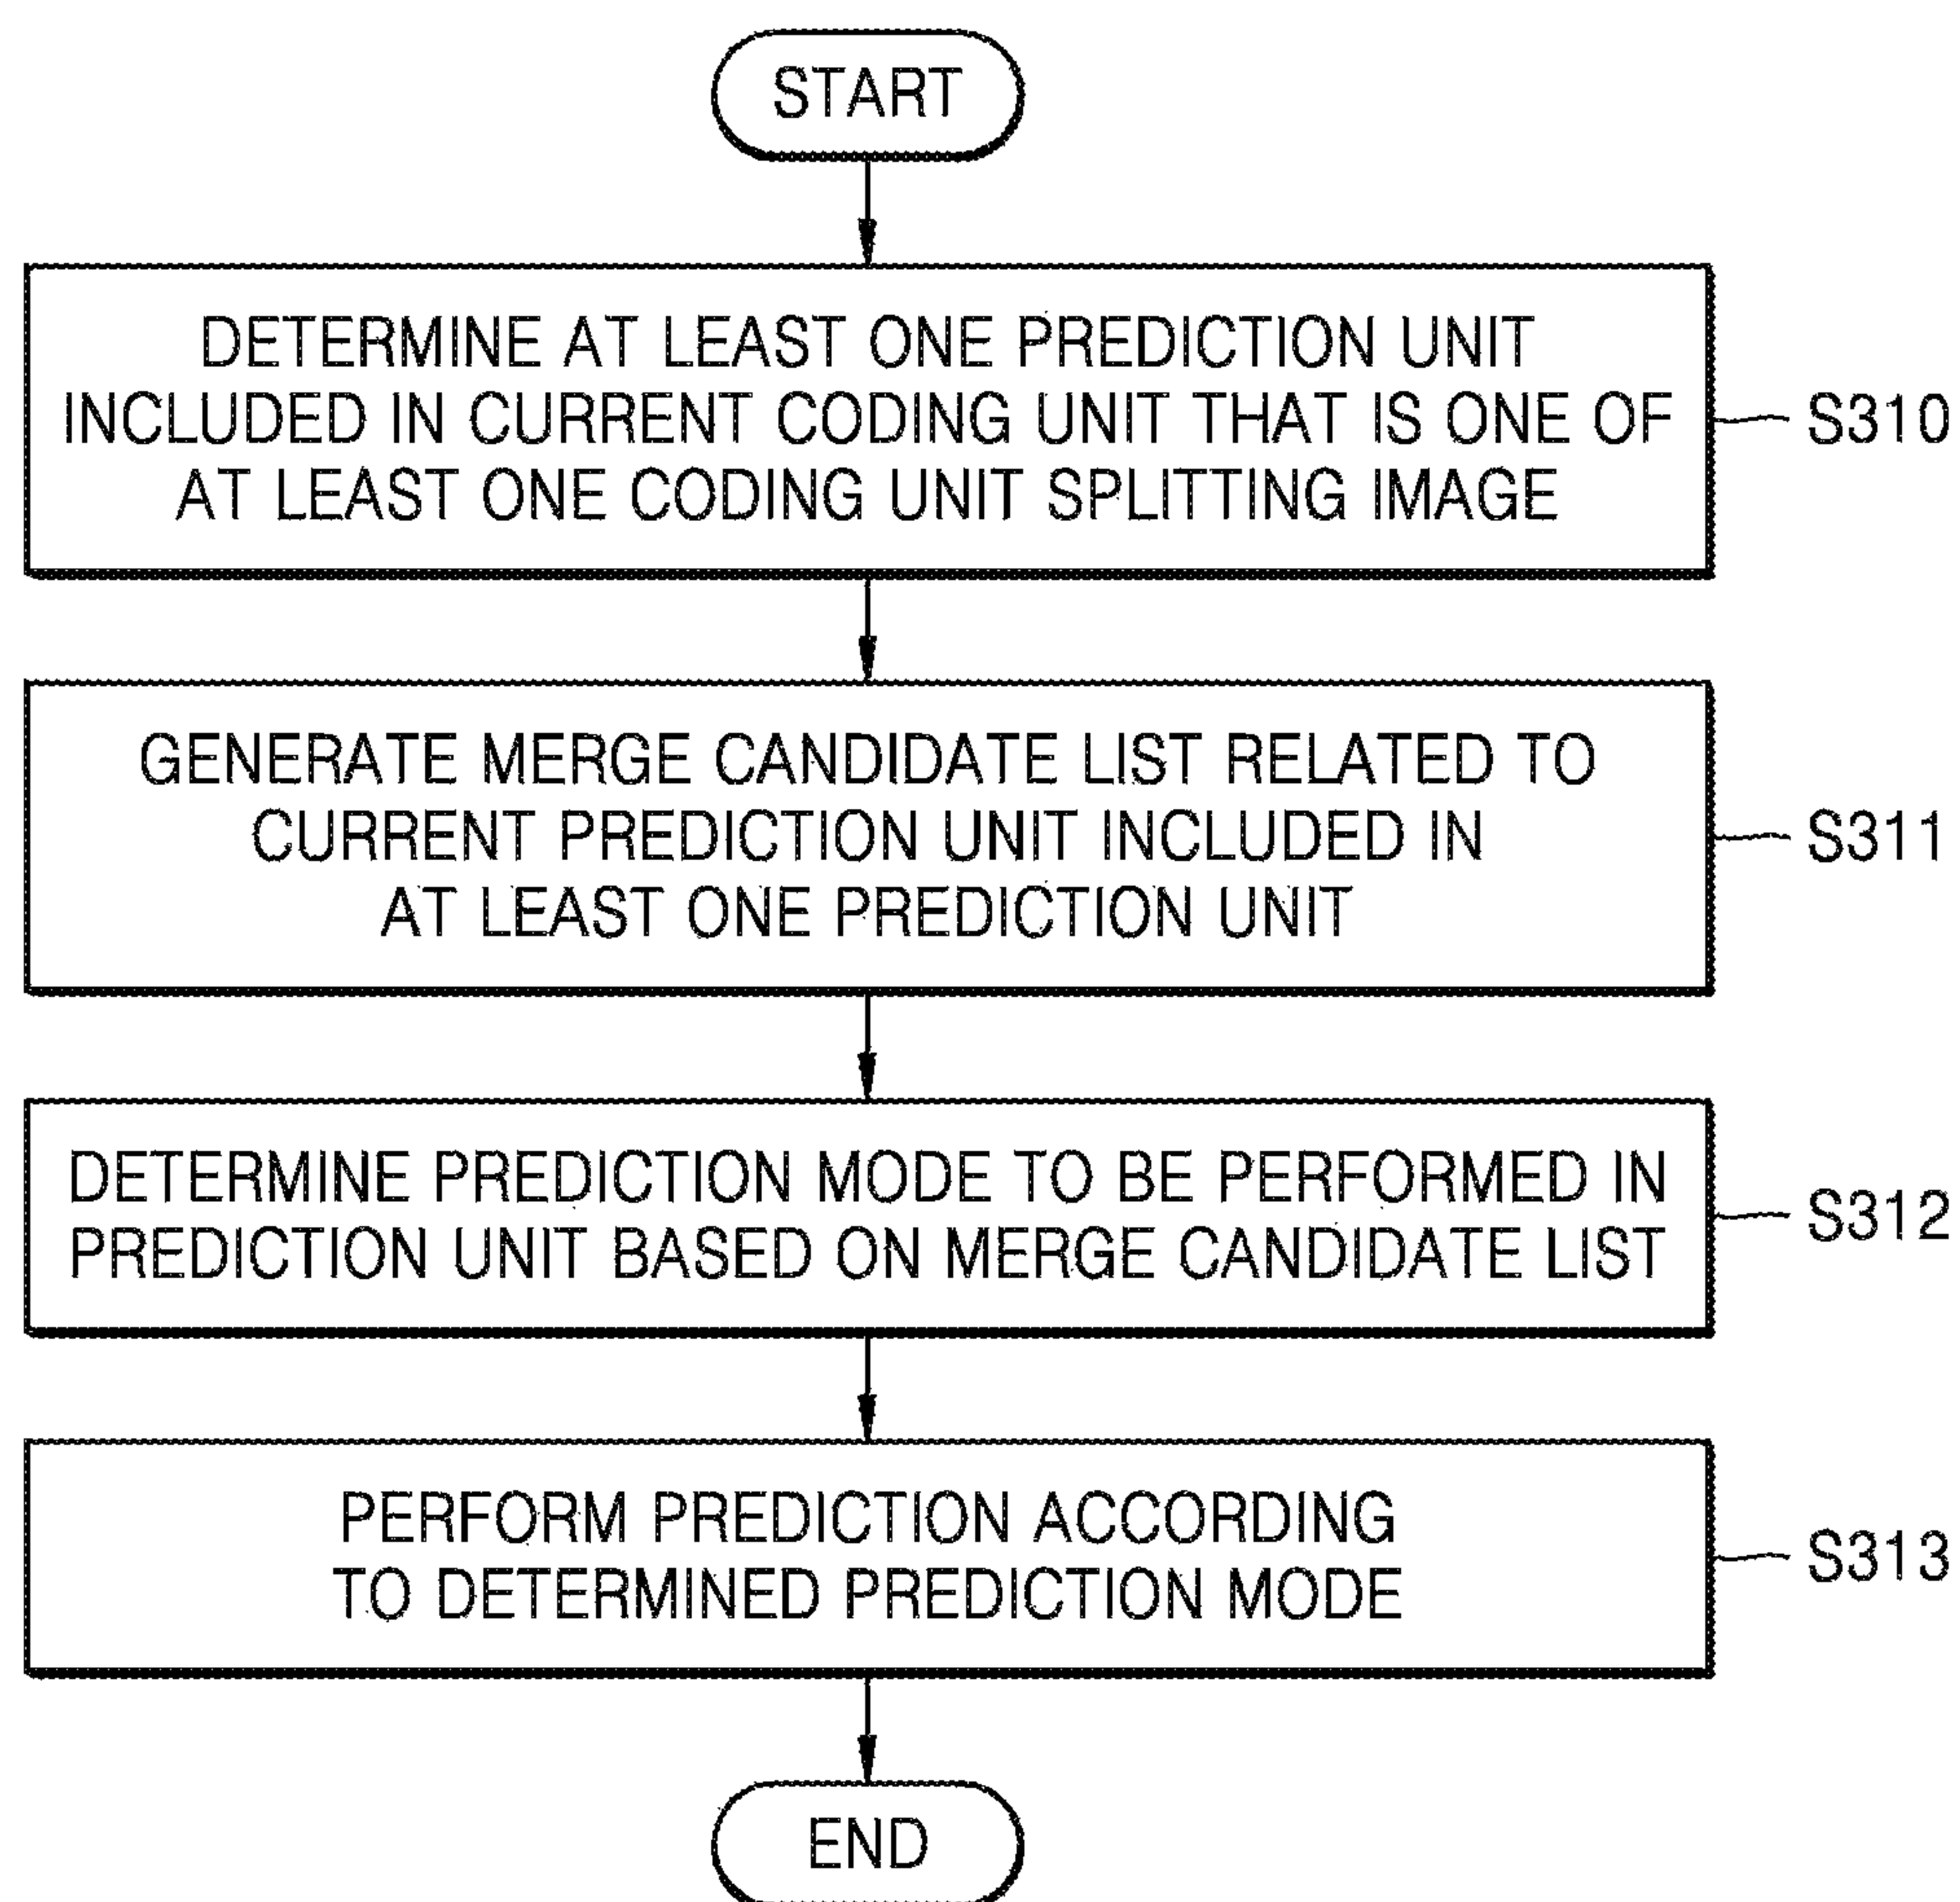 START
DETERMINE AT LEAST ONE PREDICTION UNIT
INCLUDED IN CURRENT CODING UNIT THAT IS ONE OF
AT LEAST ONE CODING UNIT SPLITTING IMAGE
S310
GENERATE MERGE CANDIDATE LIST RELATED TO
CURRENT PREDICTION UNIT INCLUDED IN
AT LEAST ONE PREDICTION UNIT
S311
DETERMINE PREDICTION MODE TO BE PERFORMED IN
PREDICTION UNIT BASED ON MERGE CANDIDATE LIST
S312
PERFORM PREDICTION ACCORDING
TO DETERMINED PREDICTION MODE
S313
END